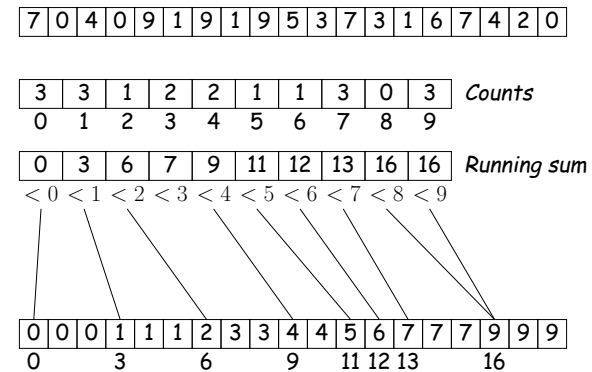 7 0 4 0 9 1 9 1 9 5 3 7 3 1 6 7 4 2 0
3 3 1 2 2 1 1 3 0 3 Counts
0 1 2 3 4 5 6 7 8 9
0 3 6 7 9 11 12 13 16 16 Running sum
< 0 < 1 < 2 < 3 < 4 < 5 < 6 < 7 < 8 < 9
0 0 0 1 1 1 2 3 3 4 4 5 6 7 7 7 9 9 9
0 3 6 9 11 12 13 16